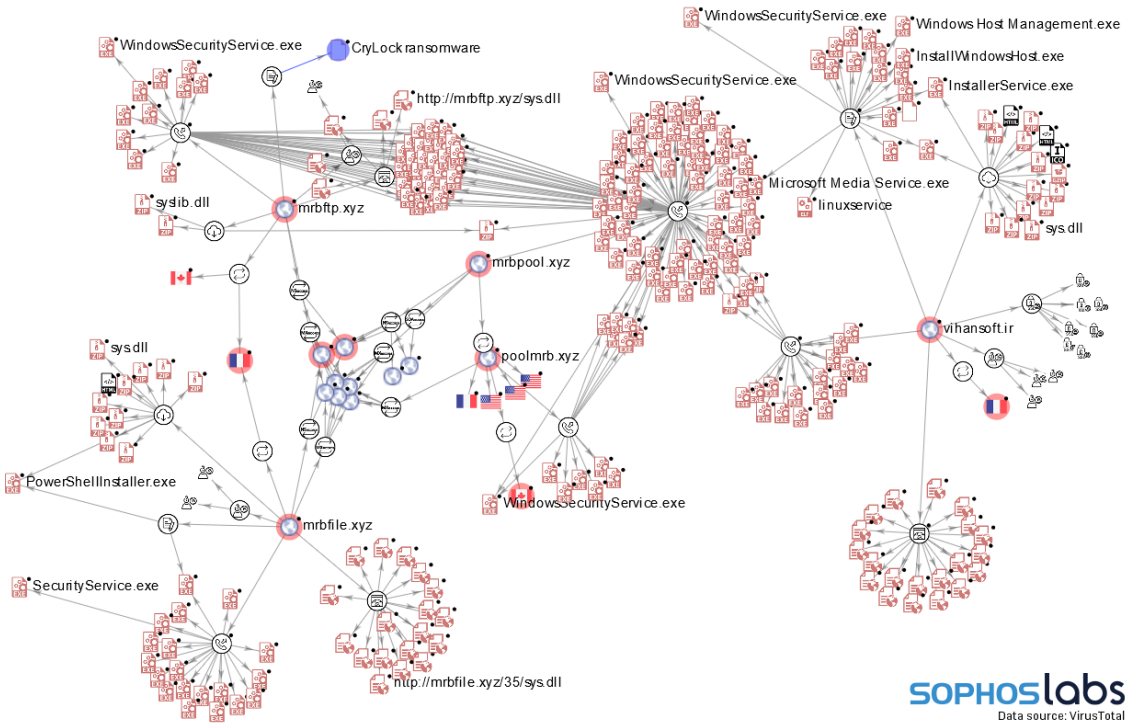 WindowsSecurityService.exe
CryLock ransomware
http://mrbftp.xyz/sys.dll
WindowsSecurityService.exe
WindowsSecurityService.exe
Windows Host Management.exe
InstallWindowsHost.exe
InstallerService.exe
syslib.dll
mrbftp.xyz
Microsoft Media Service.exe
linuxservice
sys.dll
mrbpool.xyz
vihansoft.ir
sys.dll
poolmrb.xyz
PowerShellInstaller.exe
WindowsSecurityService.exe
mrbfile.xyz
SecurityService.exe
http://mrbfile.xyz/35/sys.dll
SOPHOSlabs
Data source: VirusTotal